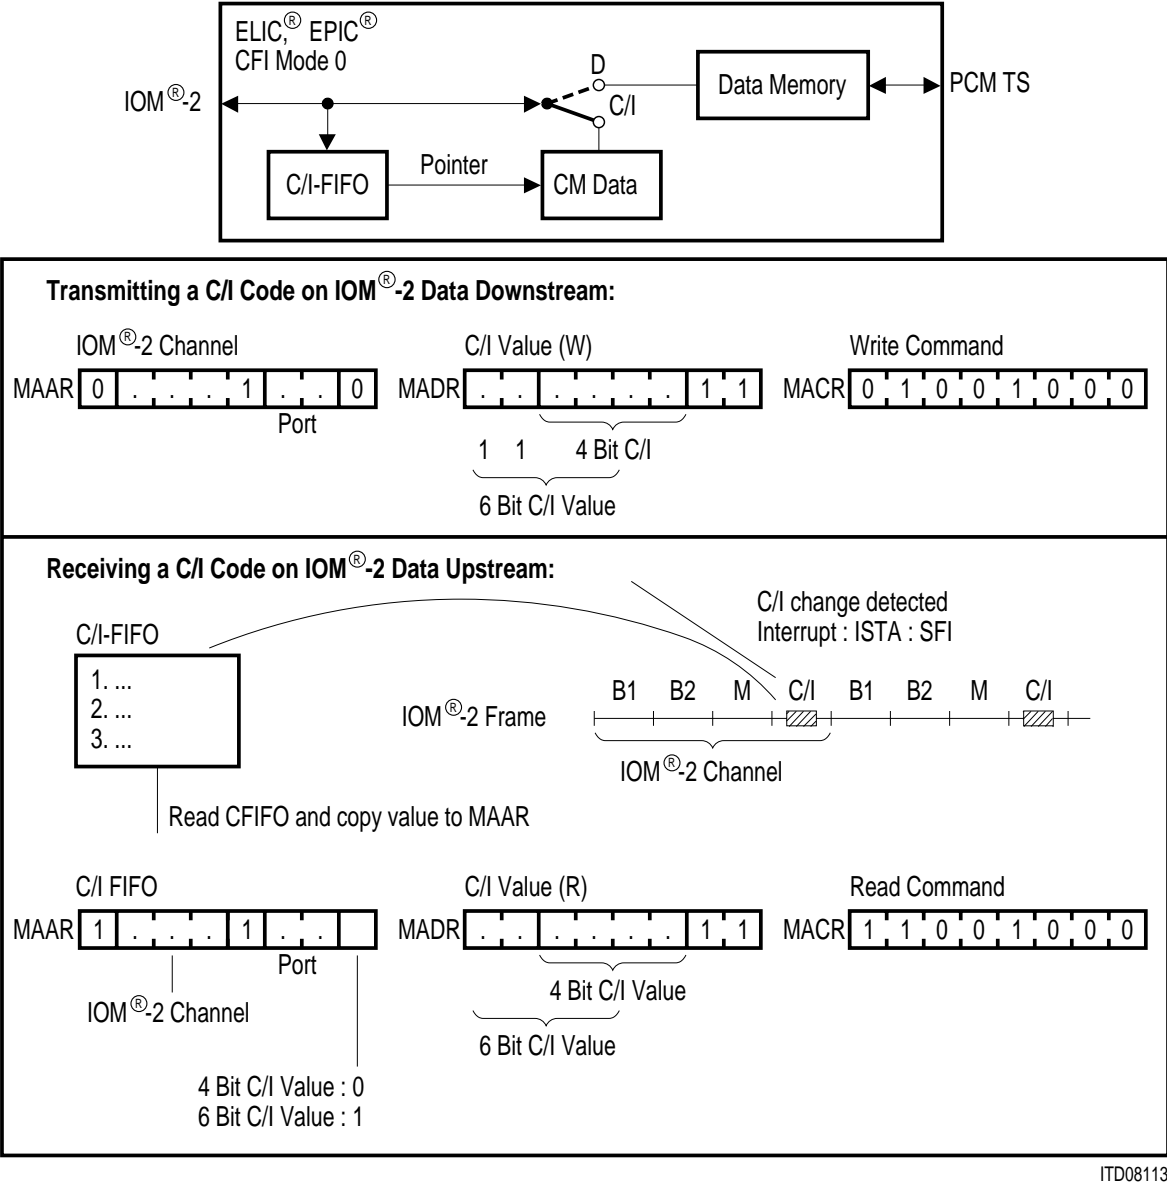 ELIC,® EPIC®
CFI Mode 0
IOM®-2
D
C/I
Data Memory
PCM TS
C/I-FIFO
Pointer
CM Data
Transmitting a C/I Code on IOM®-2 Data Downstream:
IOM®-2 Channel C/I Value (W) Write Command
MAAR 0 . . . 1 . . 0 MADR . . . . . . 1 1 MACR 0 1 0 0 1 0 0 0
Port
1 1 4 Bit C/I
6 Bit C/I Value
Receiving a C/I Code on IOM®-2 Data Upstream:
C/I change detected
Interrupt : ISTA : SFI
C/I-FIFO
1. ...
2. ...
3. ...
B1 B2 M C/I B1 B2 M C/I
IOM®-2 Frame
IOM®-2 Channel
Read CFIFO and copy value to MAAR
C/I FIFO C/I Value (R) Read Command
MAAR 1 . . . 1 . . MADR . . . . . . 1 1 MACR 1 1 0 0 1 0 0 0
Port
4 Bit C/I Value
IOM®-2 Channel
6 Bit C/I Value
4 Bit C/I Value : 0
6 Bit C/I Value : 1
ITD08113